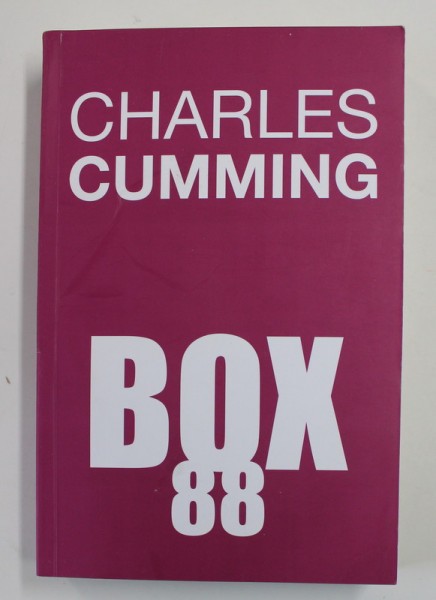 CHARLES
CUMMING
BOX
88